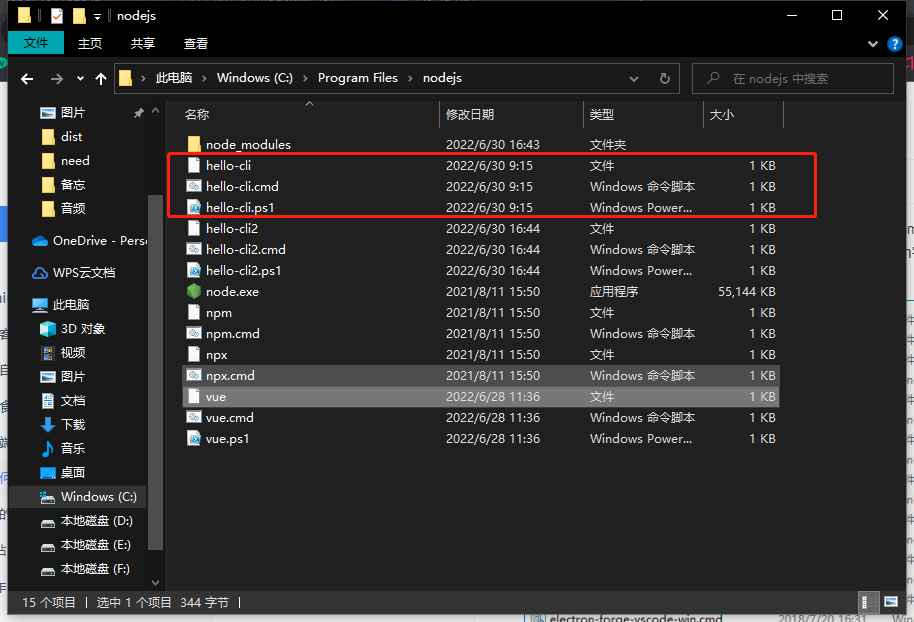 nodejs
文件 主页 共享 查看
此电脑 Windows (C:) Program Files nodejs 在 nodejs 中搜索
图片
dist
need
备忘
音频
OneDrive - Pers
WPS云文档
此电脑
3D 对象
视频
图片
文档
下载
音乐
桌面
Windows (C:)
本地磁盘 (D:)
本地磁盘 (E:)
本地磁盘 (F:)
名称 修改日期 类型 大小
node_modules 2022/6/30 16:43 文件夹
hello-cli 2022/6/30 9:15 文件 1 KB
hello-cli.cmd 2022/6/30 9:15 Windows 命令脚本 1 KB
hello-cli.ps1 2022/6/30 9:15 Windows Power... 1 KB
hello-cli2 2022/6/30 16:44 文件 1 KB
hello-cli2.cmd 2022/6/30 16:44 Windows 命令脚本 1 KB
hello-cli2.ps1 2022/6/30 16:44 Windows Power... 1 KB
node.exe 2021/8/11 15:50 应用程序 55,144 KB
npm 2021/8/11 15:50 文件 1 KB
npm.cmd 2021/8/11 15:50 Windows 命令脚本 1 KB
npx 2021/8/11 15:50 文件 1 KB
npx.cmd 2021/8/11 15:50 Windows 命令脚本 1 KB
vue 2022/6/28 11:36 文件 1 KB
vue.cmd 2022/6/28 11:36 Windows 命令脚本 1 KB
vue.ps1 2022/6/28 11:36 Windows Power... 1 KB
15 个项目 选中 1 个项目 344 字节
electron-forge-vscode-win.cmd 2018/7/20 16:31